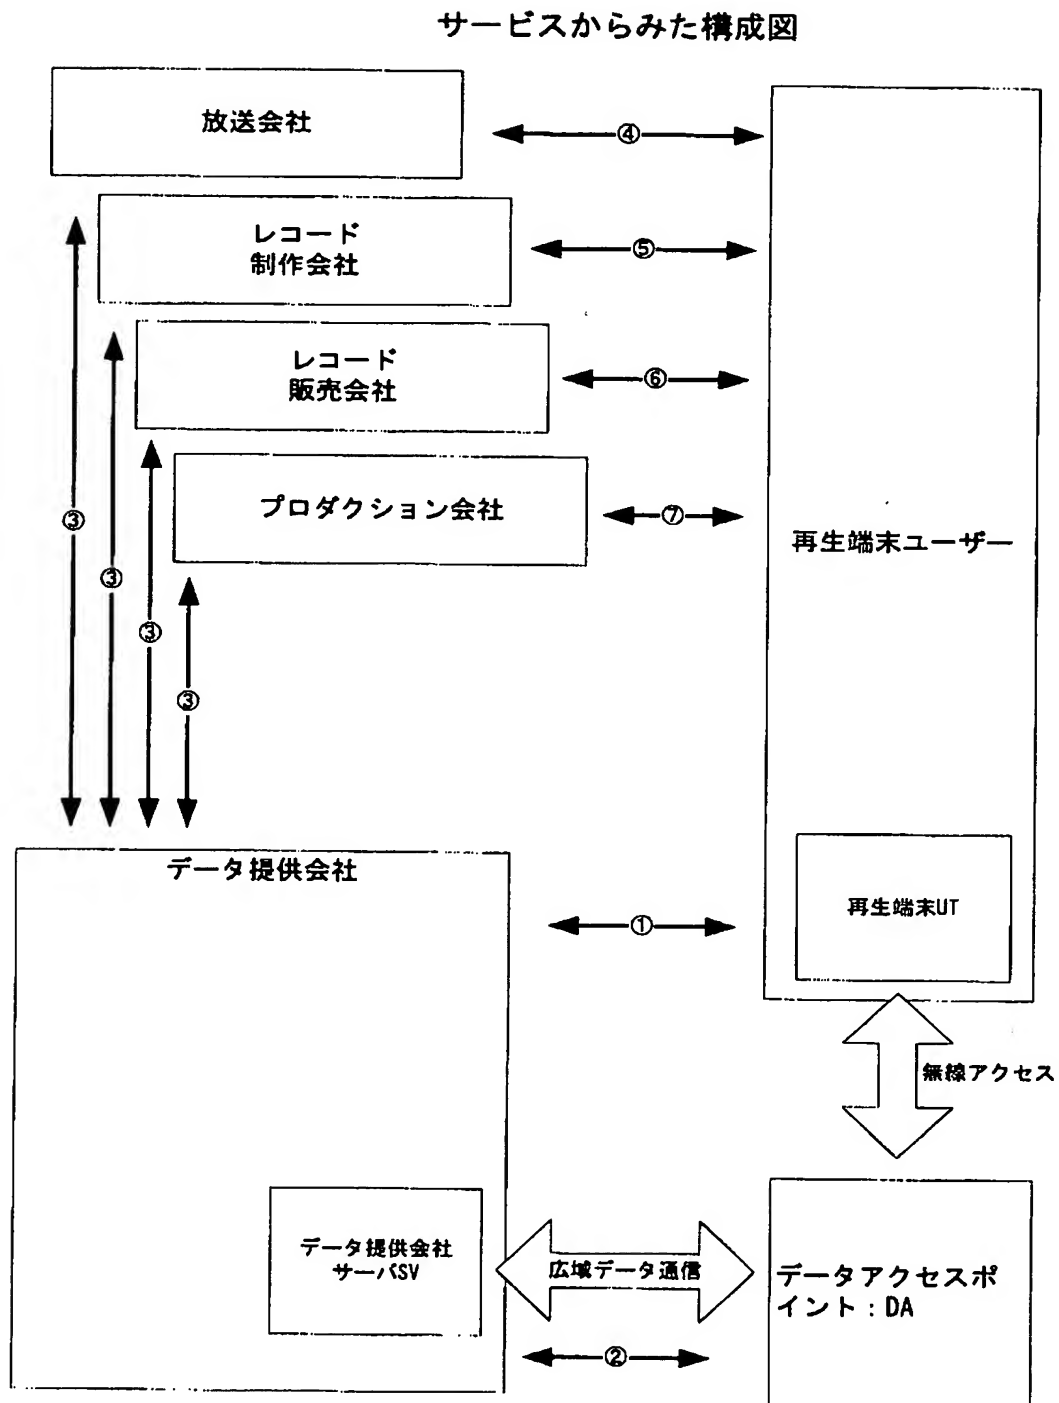 サービスからみた構成図
放送会社
④
レコード
制作会社
⑤
レコード
販売会社
⑥
プロダクション会社
⑦
再生端末ユーザー
③
③
③
③
データ提供会社
①
再生端末UT
無線アクセス
データ提供会社
サーバSV
広域データ通信
データアクセスポ
イント：DA
②